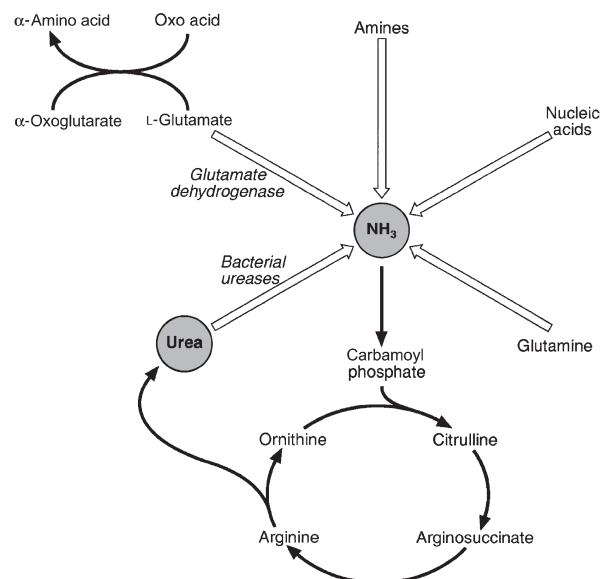 α-Amino acid
Oxo acid
α-Oxoglutarate
L-Glutamate
Amines
Nucleic
acids
Glutamate
dehydrogenase
NH₃
Bacterial
ureases
Urea
Glutamine
Carbamoyl
phosphate
Ornithine
Citrulline
Arginine
Arginosuccinate